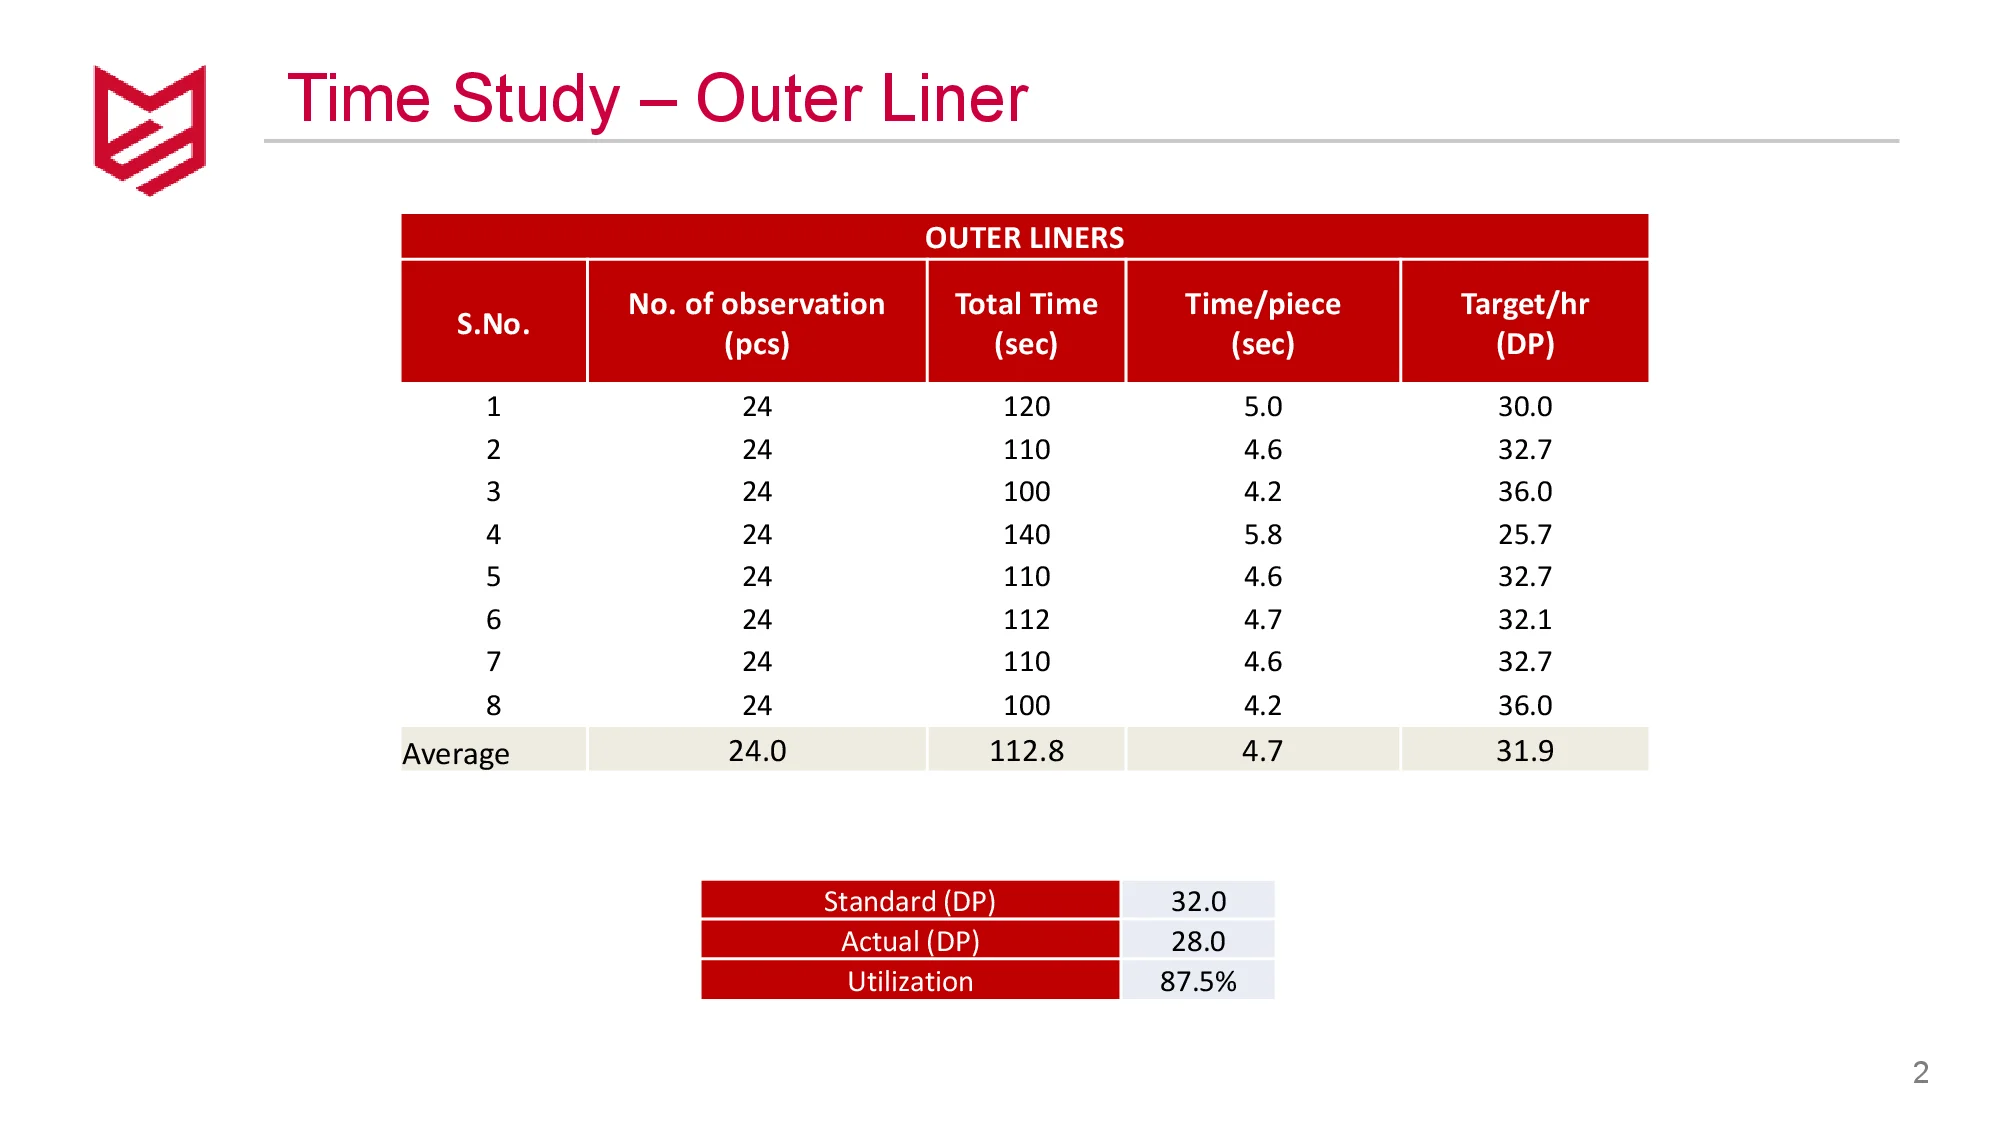 Time Study – Outer Liner
OUTER LINERS
S.No. No. of observation (pcs) Total Time (sec) Time/piece (sec) Target/hr (DP)
1 24 120 5.0 30.0
2 24 110 4.6 32.7
3 24 100 4.2 36.0
4 24 140 5.8 25.7
5 24 110 4.6 32.7
6 24 112 4.7 32.1
7 24 110 4.6 32.7
8 24 100 4.2 36.0
Average 24.0 112.8 4.7 31.9
Standard (DP) 32.0
Actual (DP) 28.0
Utilization 87.5%
2